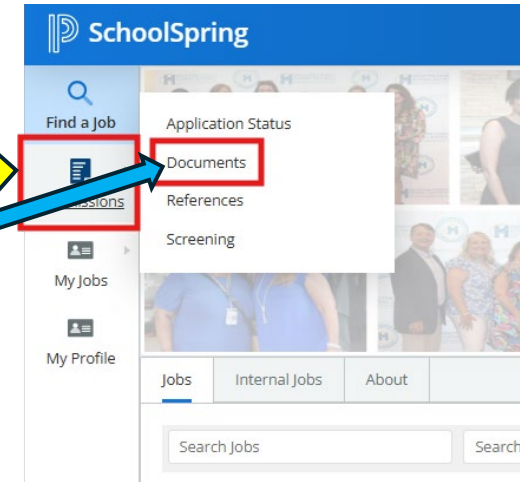 SchoolSpring
Find a Job
Application Status
Documents
References
Screening
My Jobs
My Profile
Jobs Internal Jobs About
Search Jobs Search